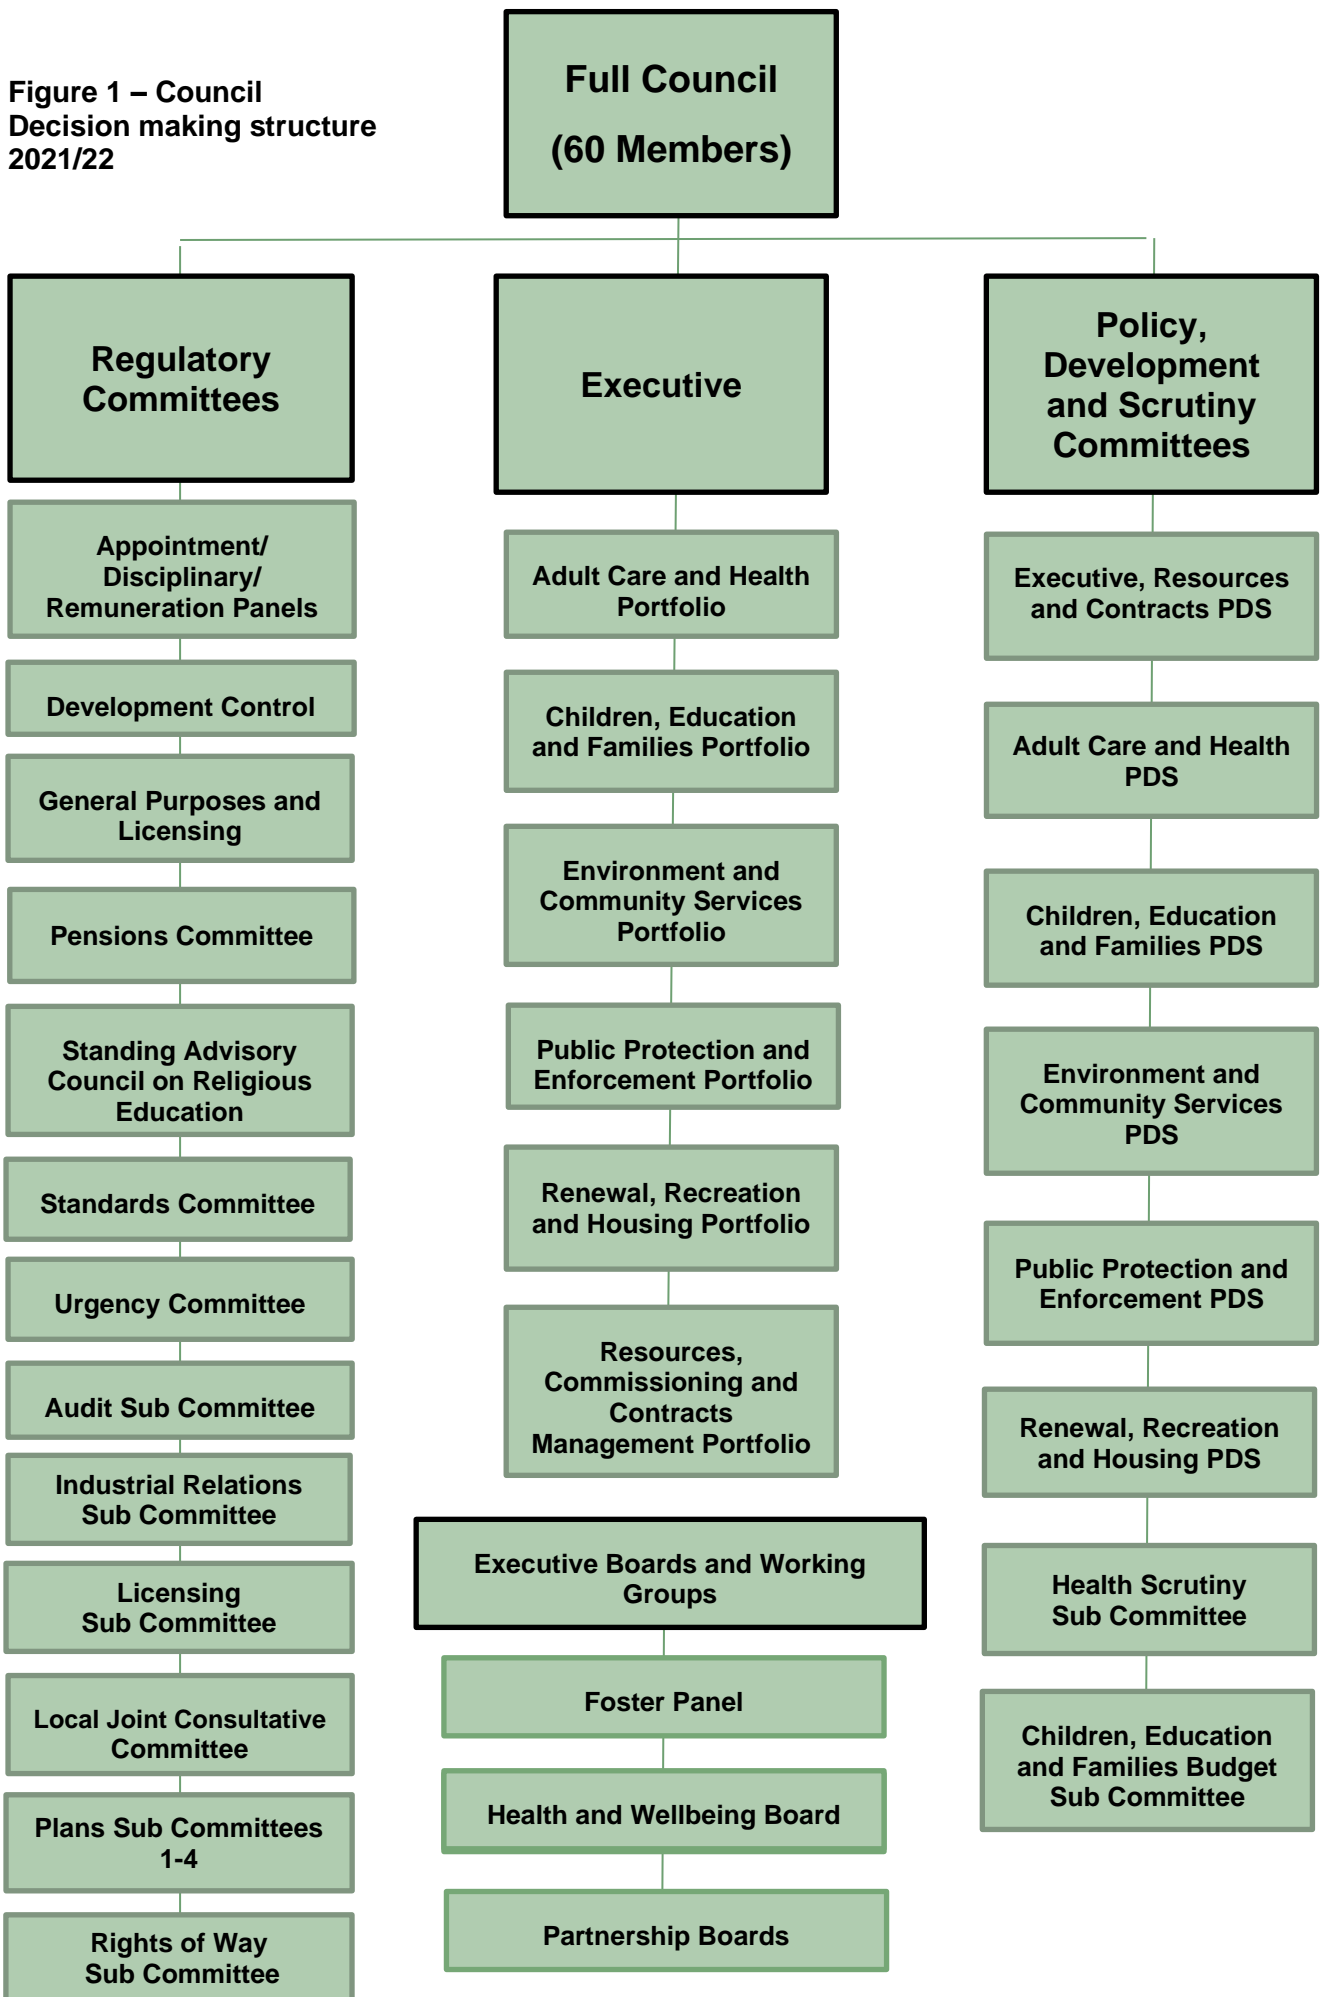 Figure 1 – Council
Decision making structure
2021/22
Full Council
(60 Members)
Regulatory
Committees
Appointment/
Disciplinary/
Remuneration Panels
Development Control
General Purposes and
Licensing
Pensions Committee
Standing Advisory
Council on Religious
Education
Standards Committee
Urgency Committee
Audit Sub Committee
Industrial Relations
Sub Committee
Licensing
Sub Committee
Local Joint Consultative
Committee
Plans Sub Committees
1-4
Rights of Way
Sub Committee
Executive
Adult Care and Health
Portfolio
Children, Education
and Families Portfolio
Environment and
Community Services
Portfolio
Public Protection and
Enforcement Portfolio
Renewal, Recreation
and Housing Portfolio
Resources,
Commissioning and
Contracts
Management Portfolio
Executive Boards and Working
Groups
Foster Panel
Health and Wellbeing Board
Partnership Boards
Policy,
Development
and Scrutiny
Committees
Executive, Resources
and Contracts PDS
Adult Care and Health
PDS
Children, Education
and Families PDS
Environment and
Community Services
PDS
Public Protection and
Enforcement PDS
Renewal, Recreation
and Housing PDS
Health Scrutiny
Sub Committee
Children, Education
and Families Budget
Sub Committee